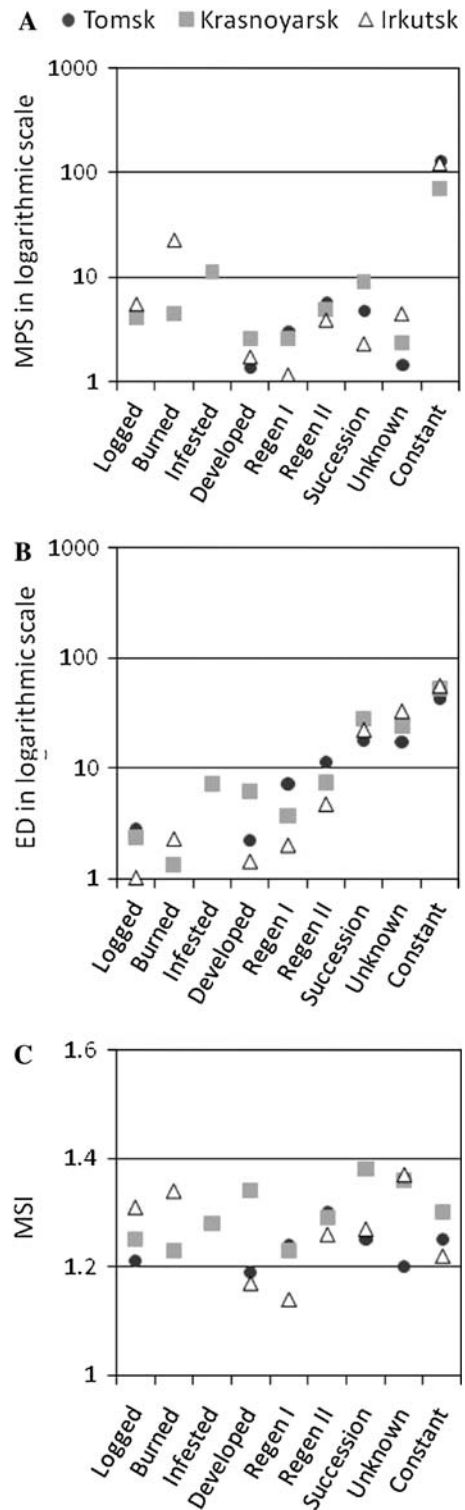 A Tomsk Krasnoyarsk Irkutsk
MPS in logarithmic scale
1000
100
10
1
Logged
Burned
Infested
Developed
Regen I
Regen II
Succession
Unknown
Constant
B
ED in logarithmic scale
1000
100
10
1
Logged
Burned
Infested
Developed
Regen I
Regen II
Succession
Unknown
Constant
C
MSI
1.6
1.4
1.2
1
Logged
Burned
Infested
Developed
Regen I
Regen II
Succession
Unknown
Constant